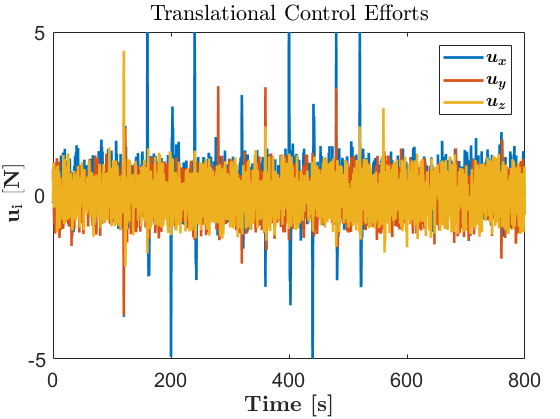 Translational Control Efforts
5
u_x
u_y
u_z
u_i [N]
0
-5
0 200 400 600 800
Time [s]